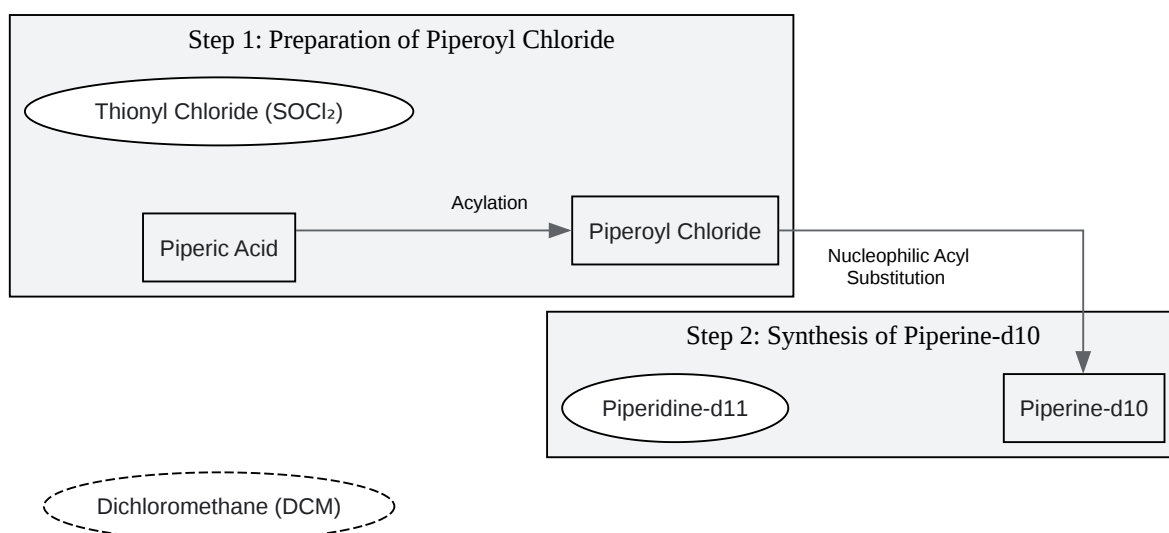 Step 1: Preparation of Piperoyl Chloride
Thionyl Chloride (SOCl₂)
Acylation
Piperic Acid
Piperoyl Chloride
Nucleophilic Acyl
Substitution
Step 2: Synthesis of Piperine-d10
Piperidine-d11
Piperine-d10
Dichloromethane (DCM)